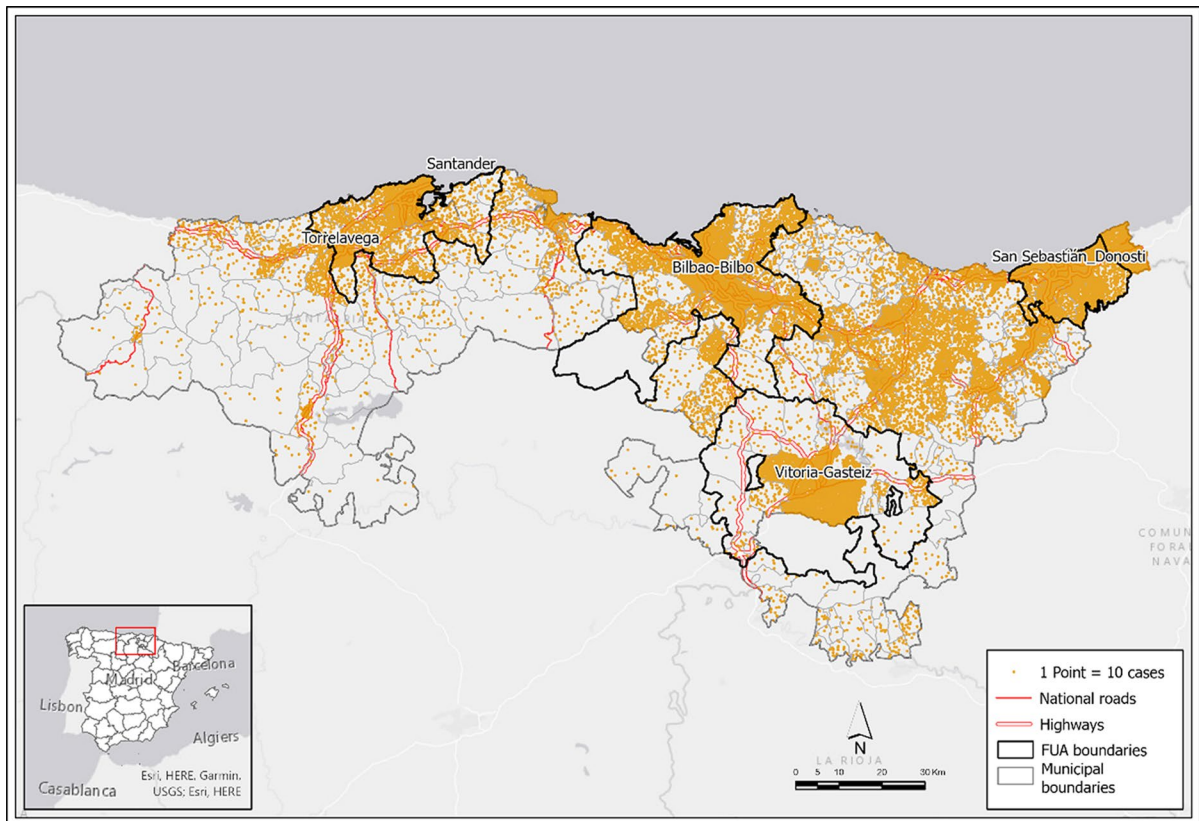 Santander
Torrelavega
Bilbao-Bilbo
San Sebastián_Donosti
CANTABRIA
Vitoria-Gasteiz
COMUN
FORAL
NAVA
LA RIOJA
Barcelona
Madrid
Lisbon
Algiers
Casablanca
Esri, HERE, Garmin,
USGS; Esri, HERE
N
0 5 10 20 30 Km
1 Point = 10 cases
National roads
Highways
FUA boundaries
Municipal
boundaries